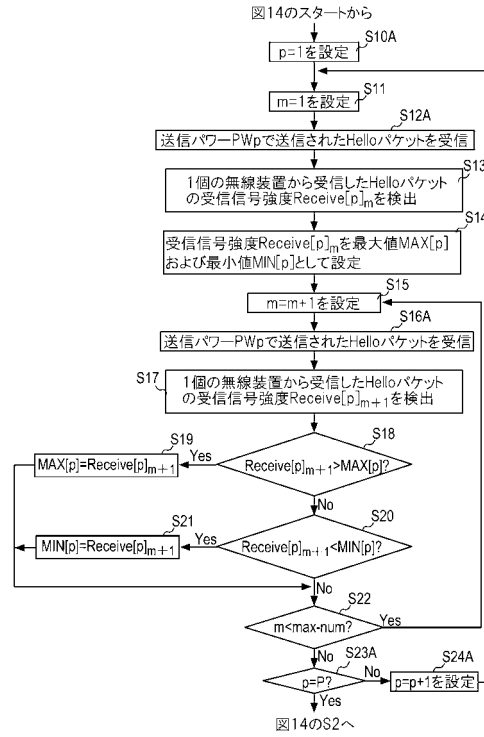 図14のスタートから
S10A
p=1を設定
S11
m=1を設定
S12A
送信パワーPWpで送信されたHelloパケットを受信
S13
1個の無線装置から受信したHelloパケット
の受信信号強度Receive[p]mを検出
S14
受信信号強度Receive[p]mを最大値MAX[p]
および最小値MIN[p]として設定
S15
m=m+1を設定
S16A
送信パワーPWpで送信されたHelloパケットを受信
S17
1個の無線装置から受信したHelloパケット
の受信信号強度Receive[p]m+1を検出
S18
Receive[p]m+1>MAX[p]?
Yes
S19
MAX[p]=Receive[p]m+1
No
S20
Receive[p]m+1<MIN[p]?
Yes
S21
MIN[p]=Receive[p]m+1
No
S22
m<max-num?
Yes
No
S23A
p=P?
No
S24A
p=p+1を設定
Yes
図14のS2へ